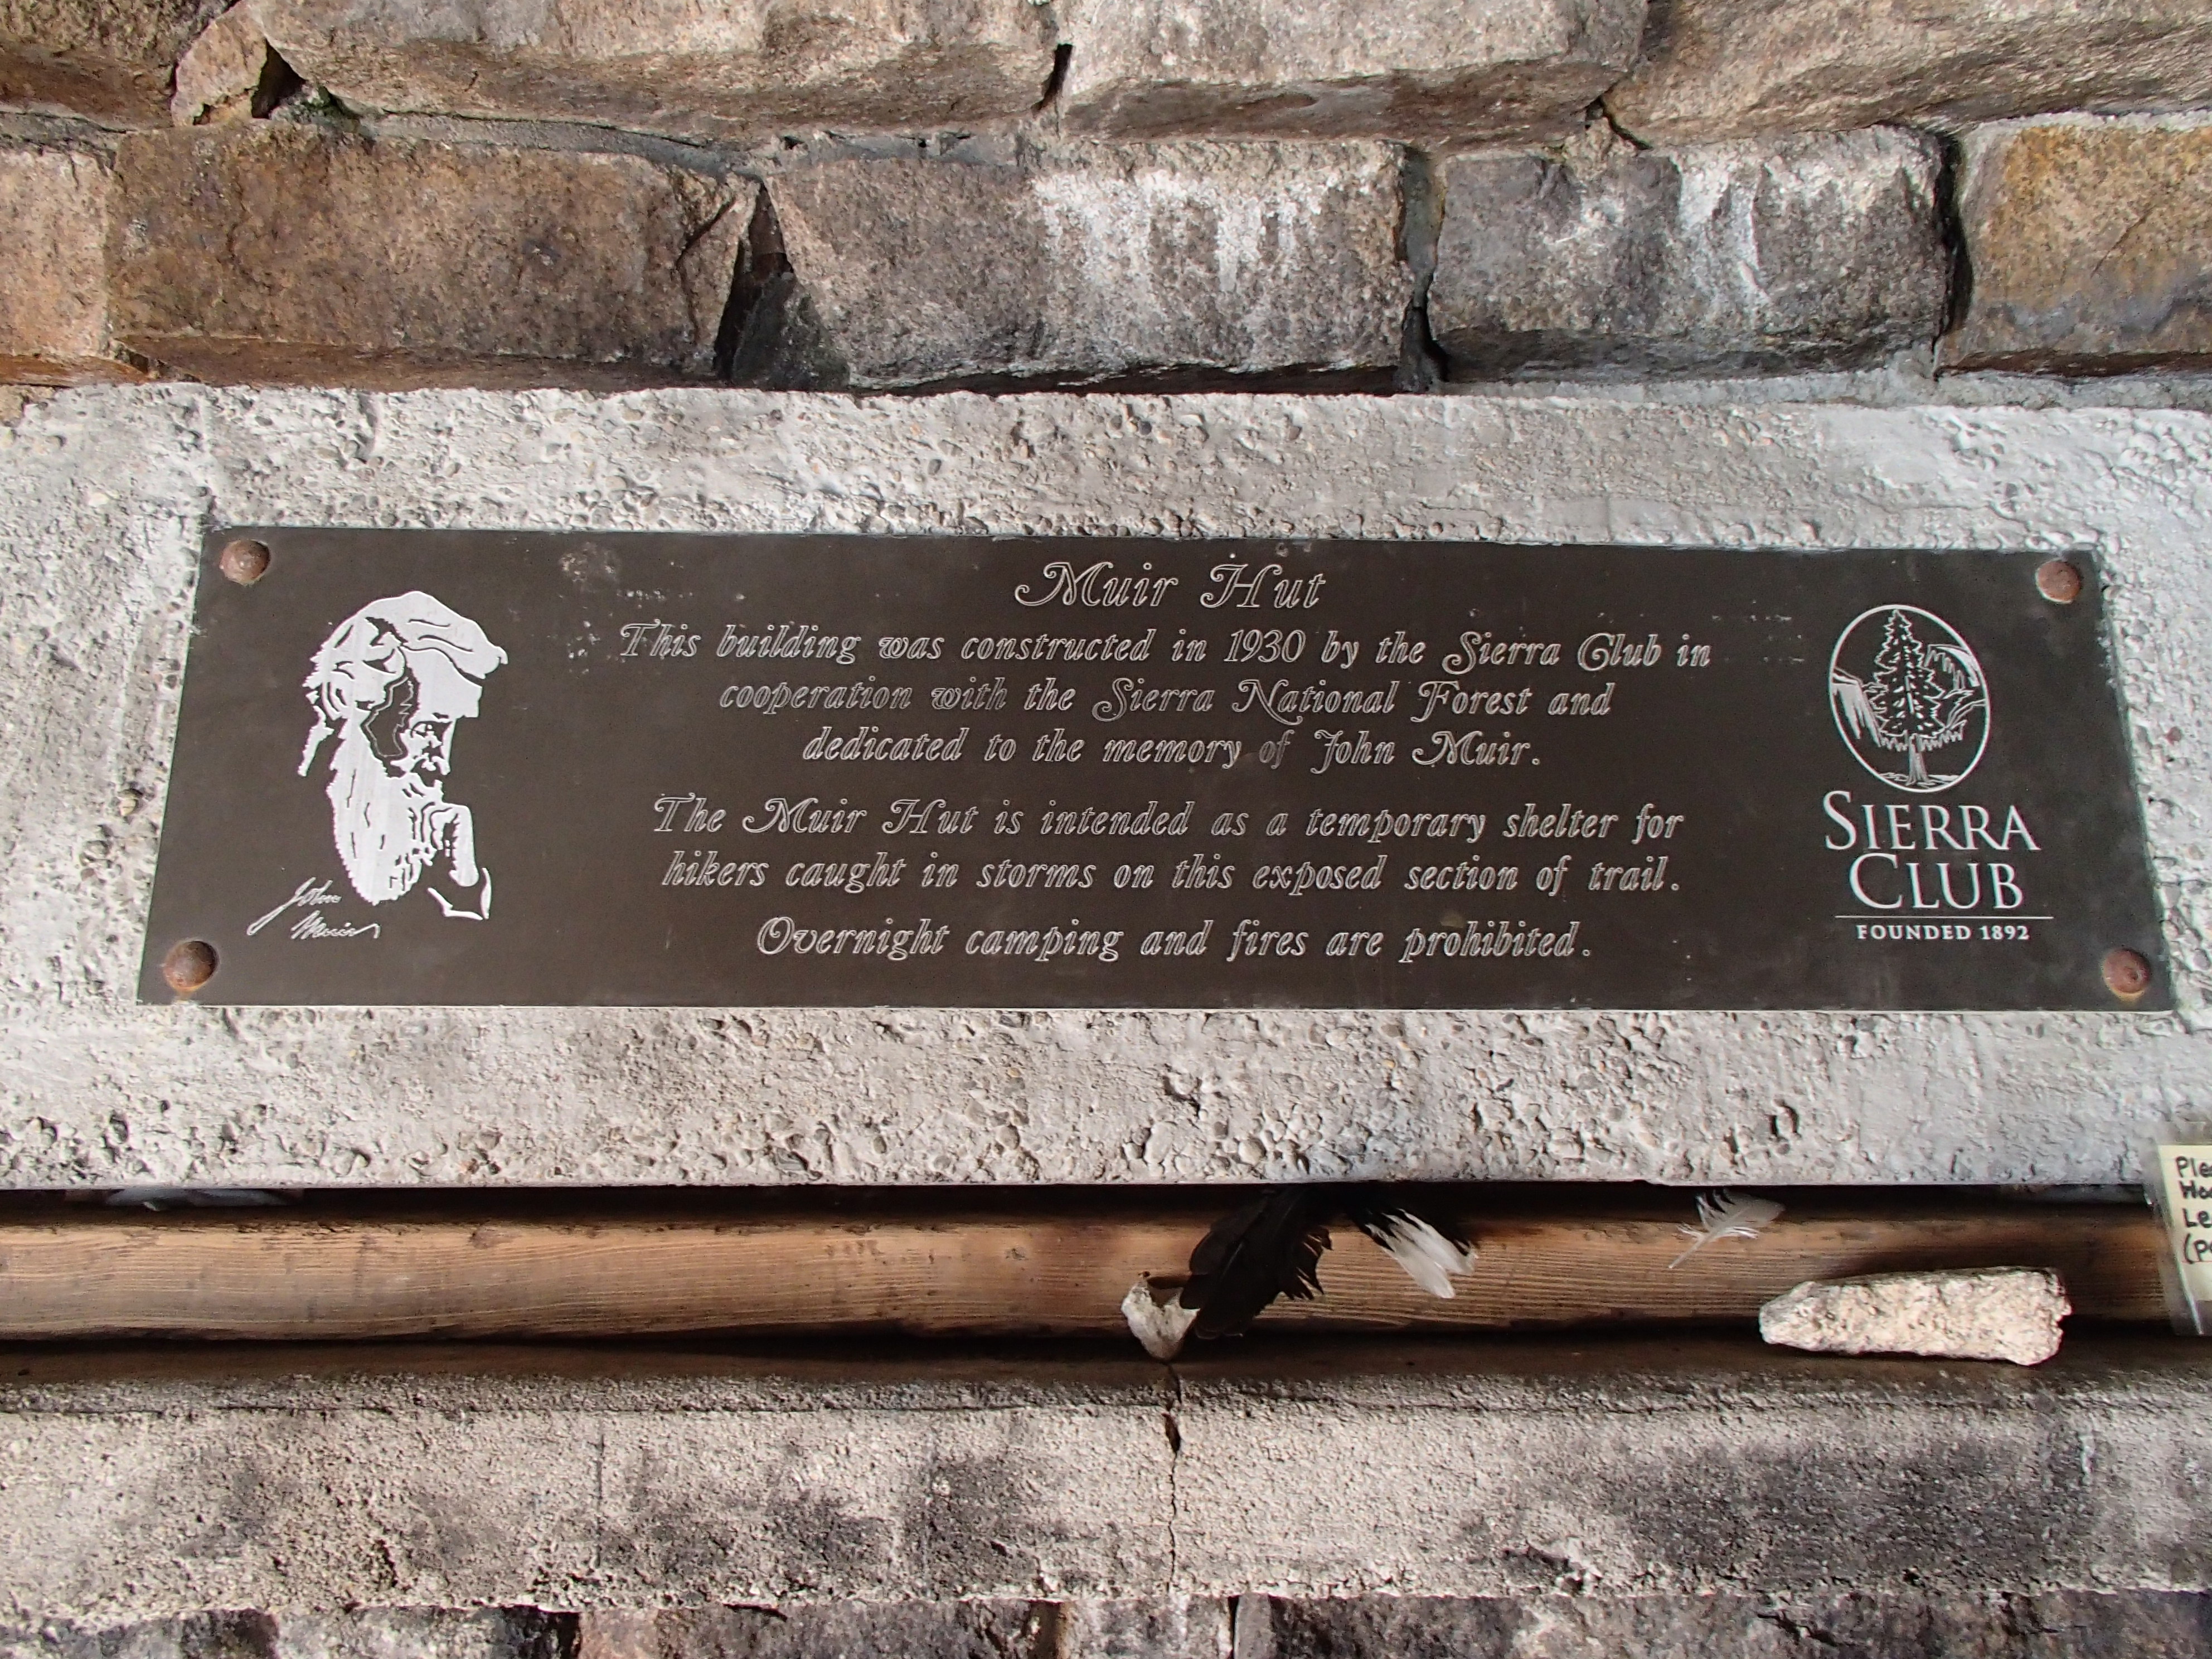 Muir Hut
This building was constructed in 1930 by the Sierra Club in
cooperation with the Sierra National Forest and
dedicated to the memory of John Muir.
The Muir Hut is intended as a temporary shelter for
hikers caught in storms on this exposed section of trail.
Overnight camping and fires are prohibited.
John
Muir
SIERRA
CLUB
FOUNDED 1892